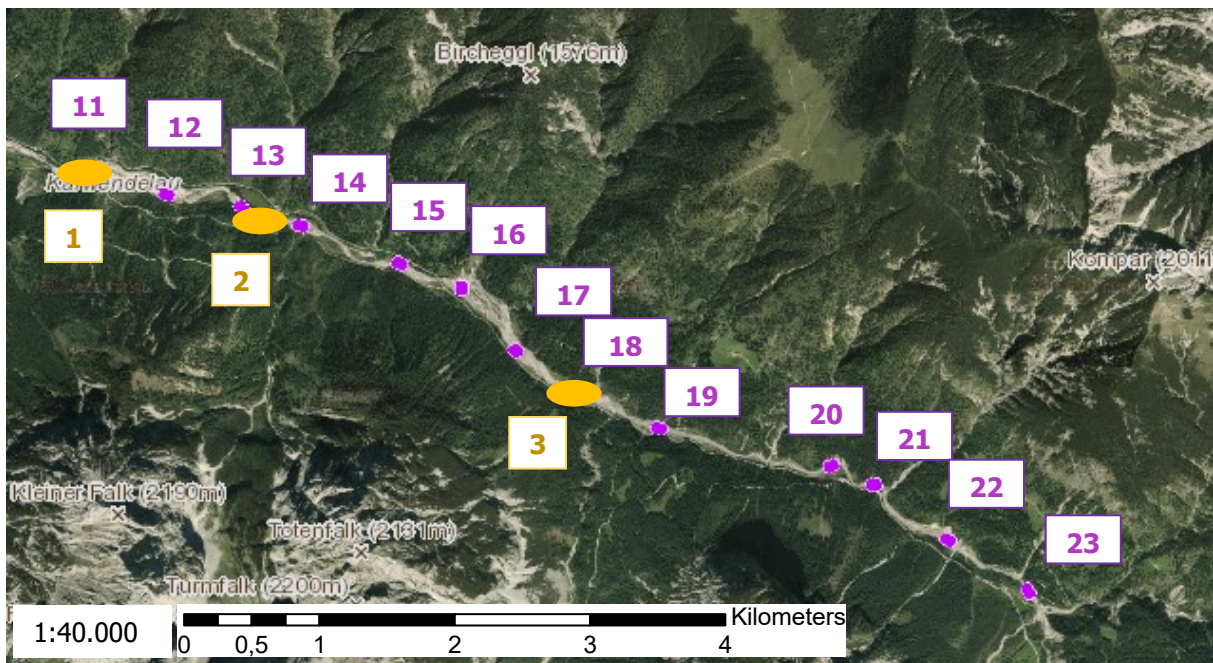 Bircheggl (1576m)
11
12
13
14
15
16
17
18
19
20
21
22
23
1
2
3
Kompar (2011
Kleiner Falk (2190m)
Totenfalk (2131m)
Turmfalk (2200m)
1:40.000
Kilometers
0 0,5 1 2 3 4